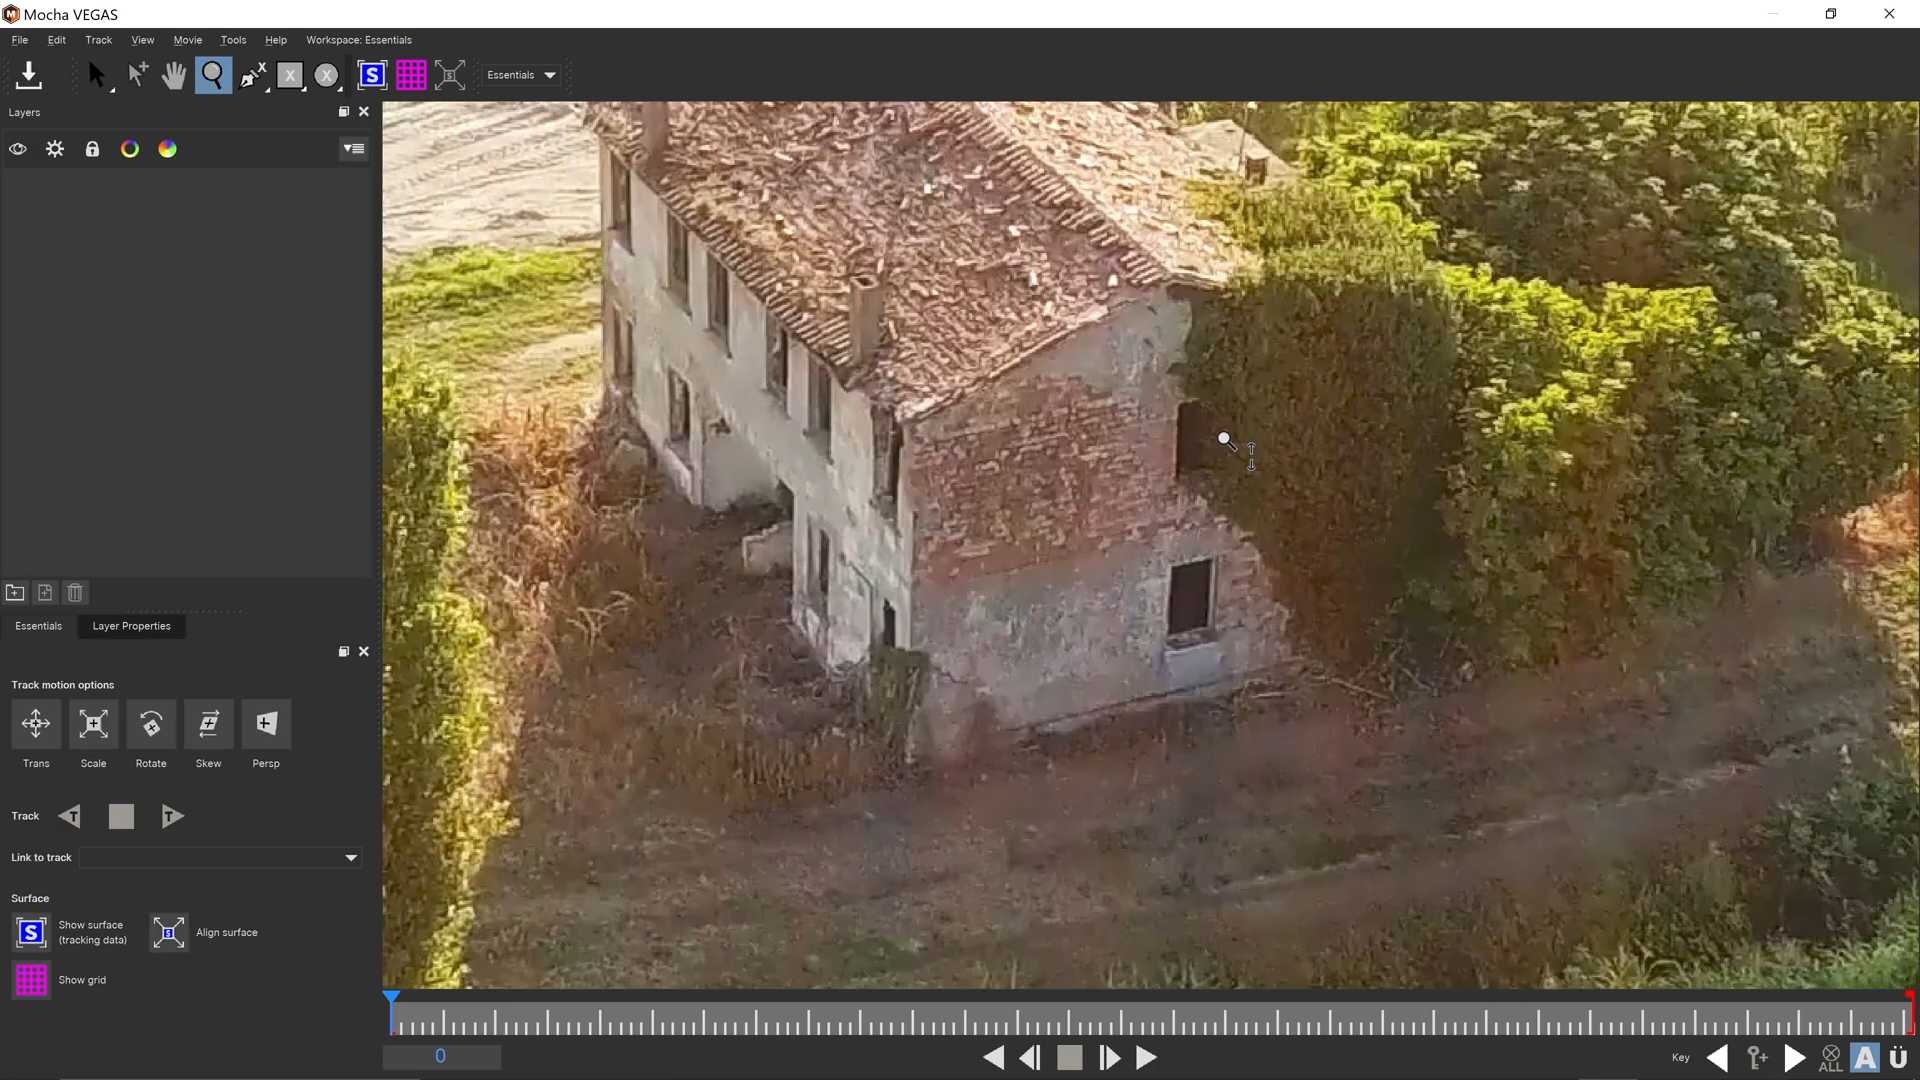 Mocha VEGAS
File Edit Track View Movie Tools Help Workspace: Essentials
X X S S Essentials
Layers
Essentials Layer Properties
Track motion options
Trans Scale Rotate Skew Persp
Track T T
Link to track
Surface
S Show surface
(tracking data)
S Align surface
Show grid
0
Key ALL A Ü